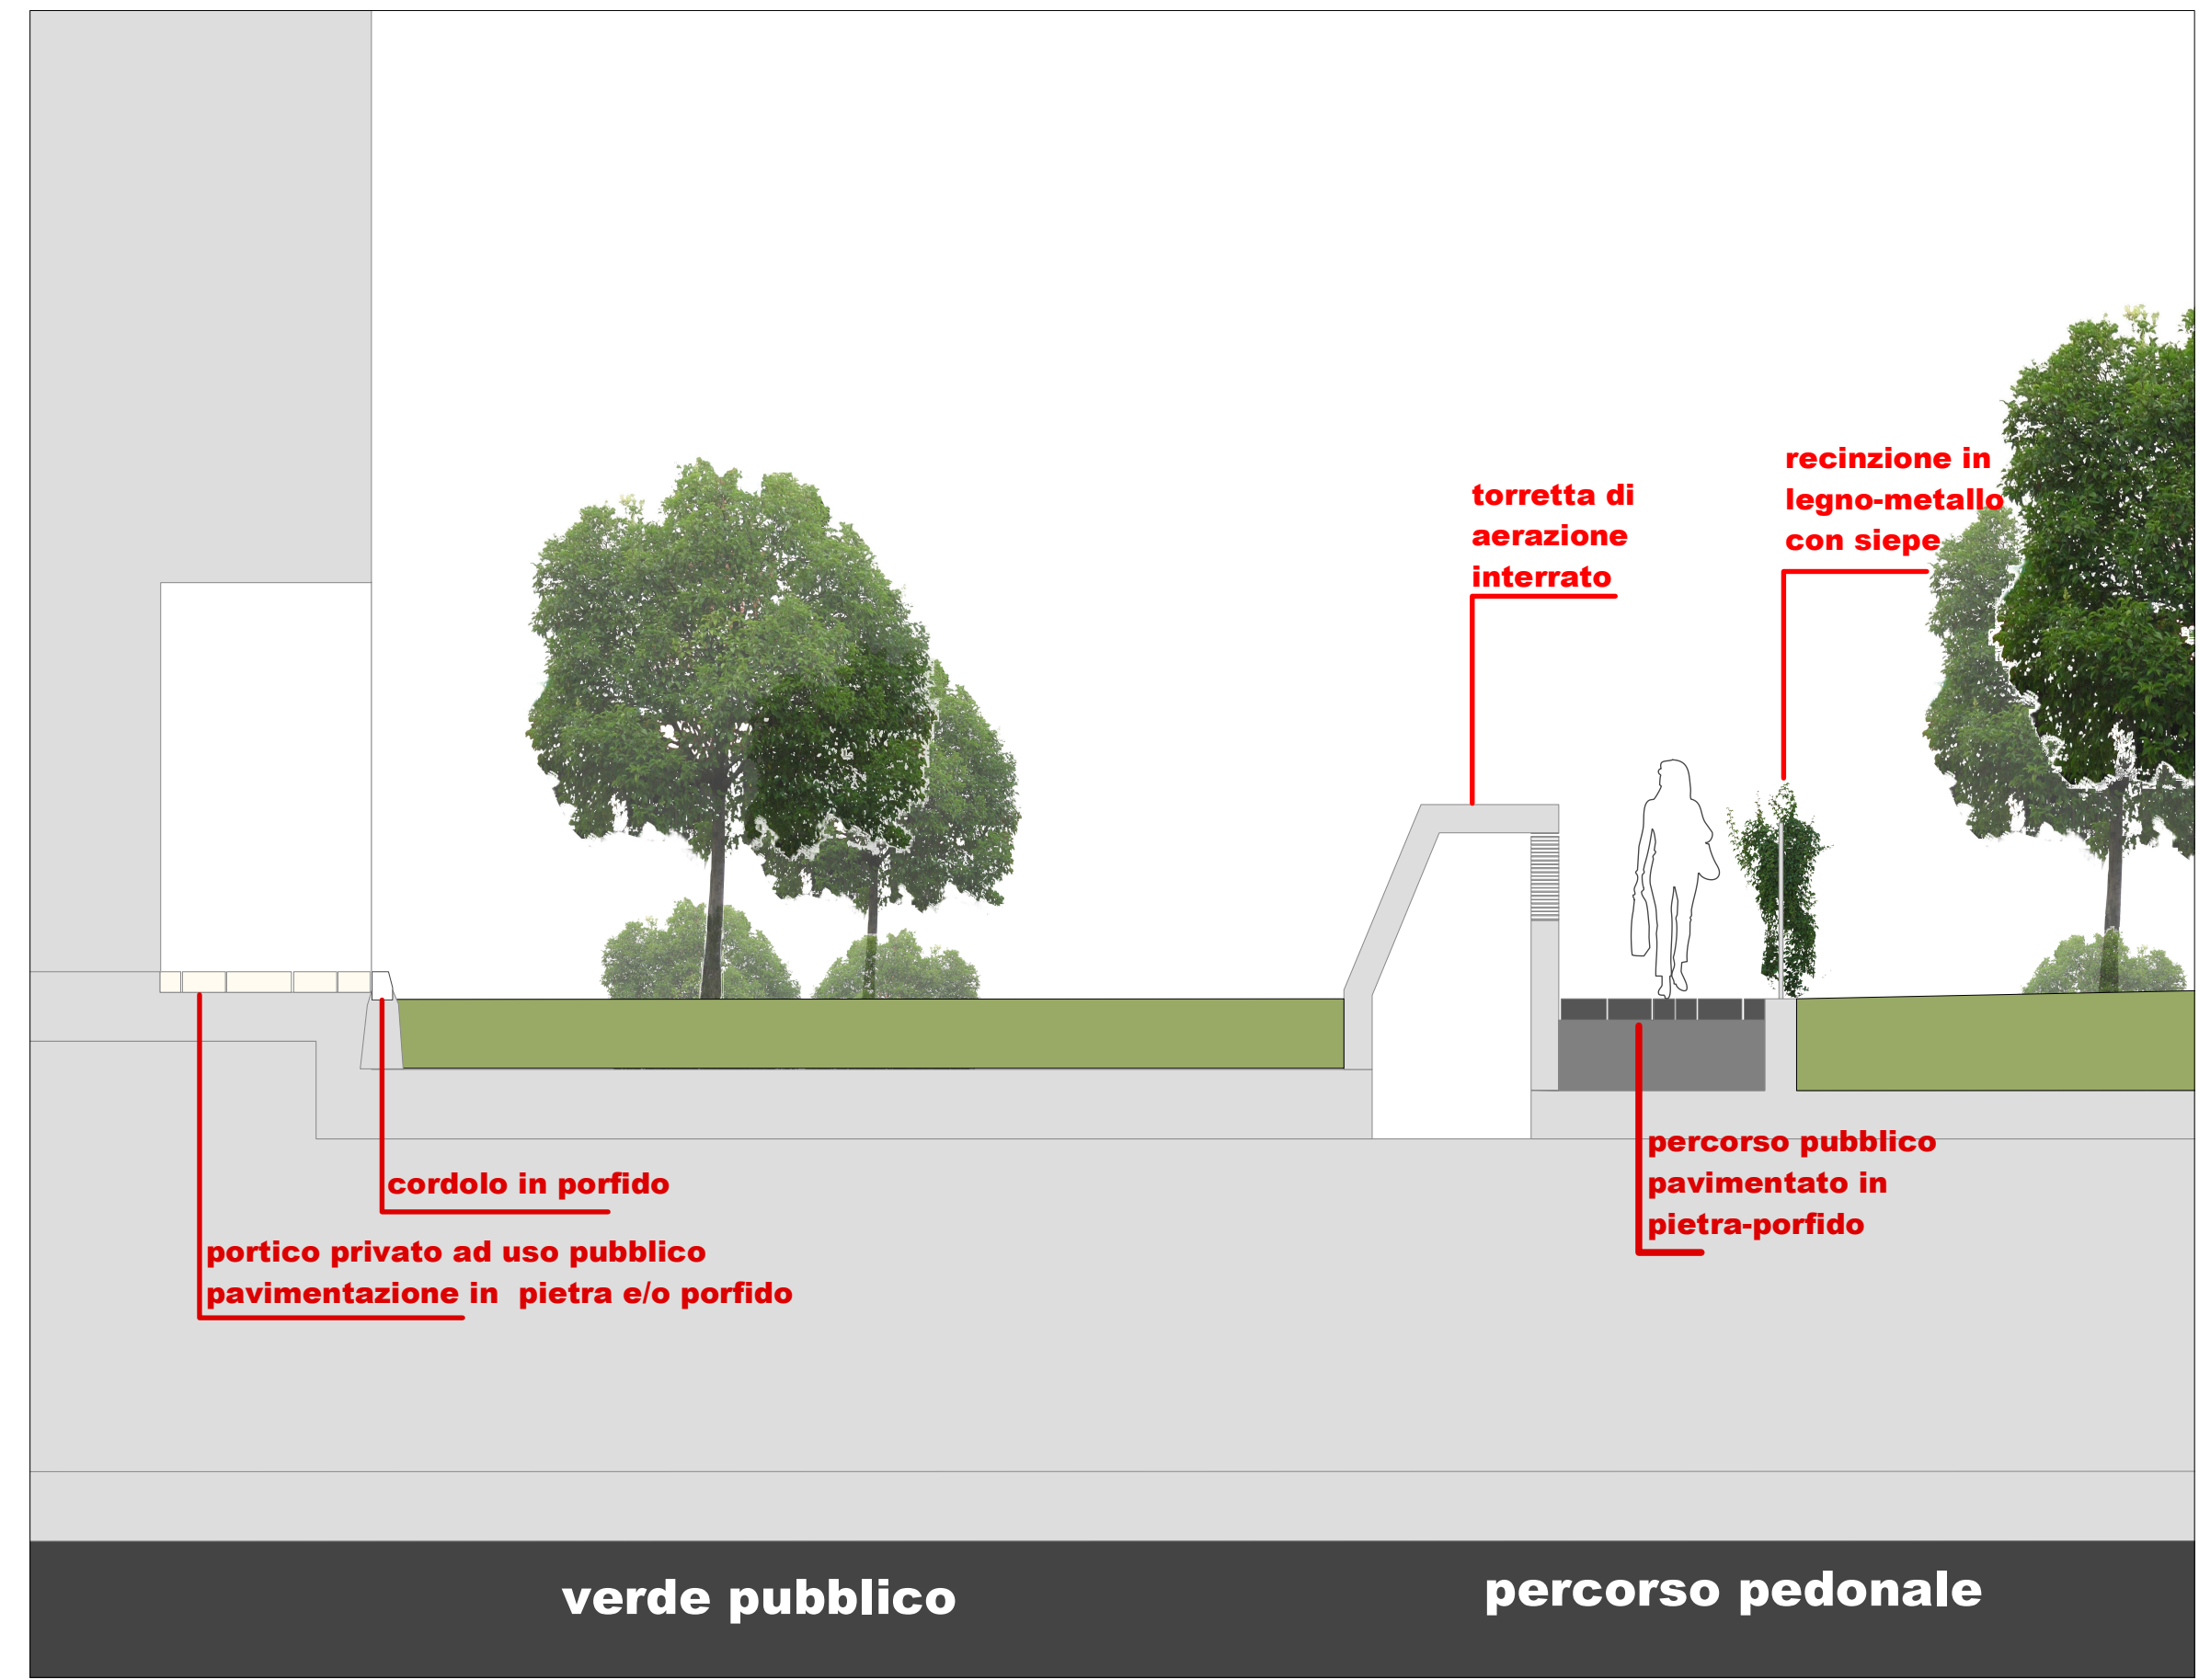 recinzione in
legno-metallo
con siepe
torretta di
aerazione
interrato
percorso pubblico
pavimentato in
pietra-porfido
cordolo in porfido
portico privato ad uso pubblico
pavimentazione in pietra e/o porfido
verde pubblico
percorso pedonale